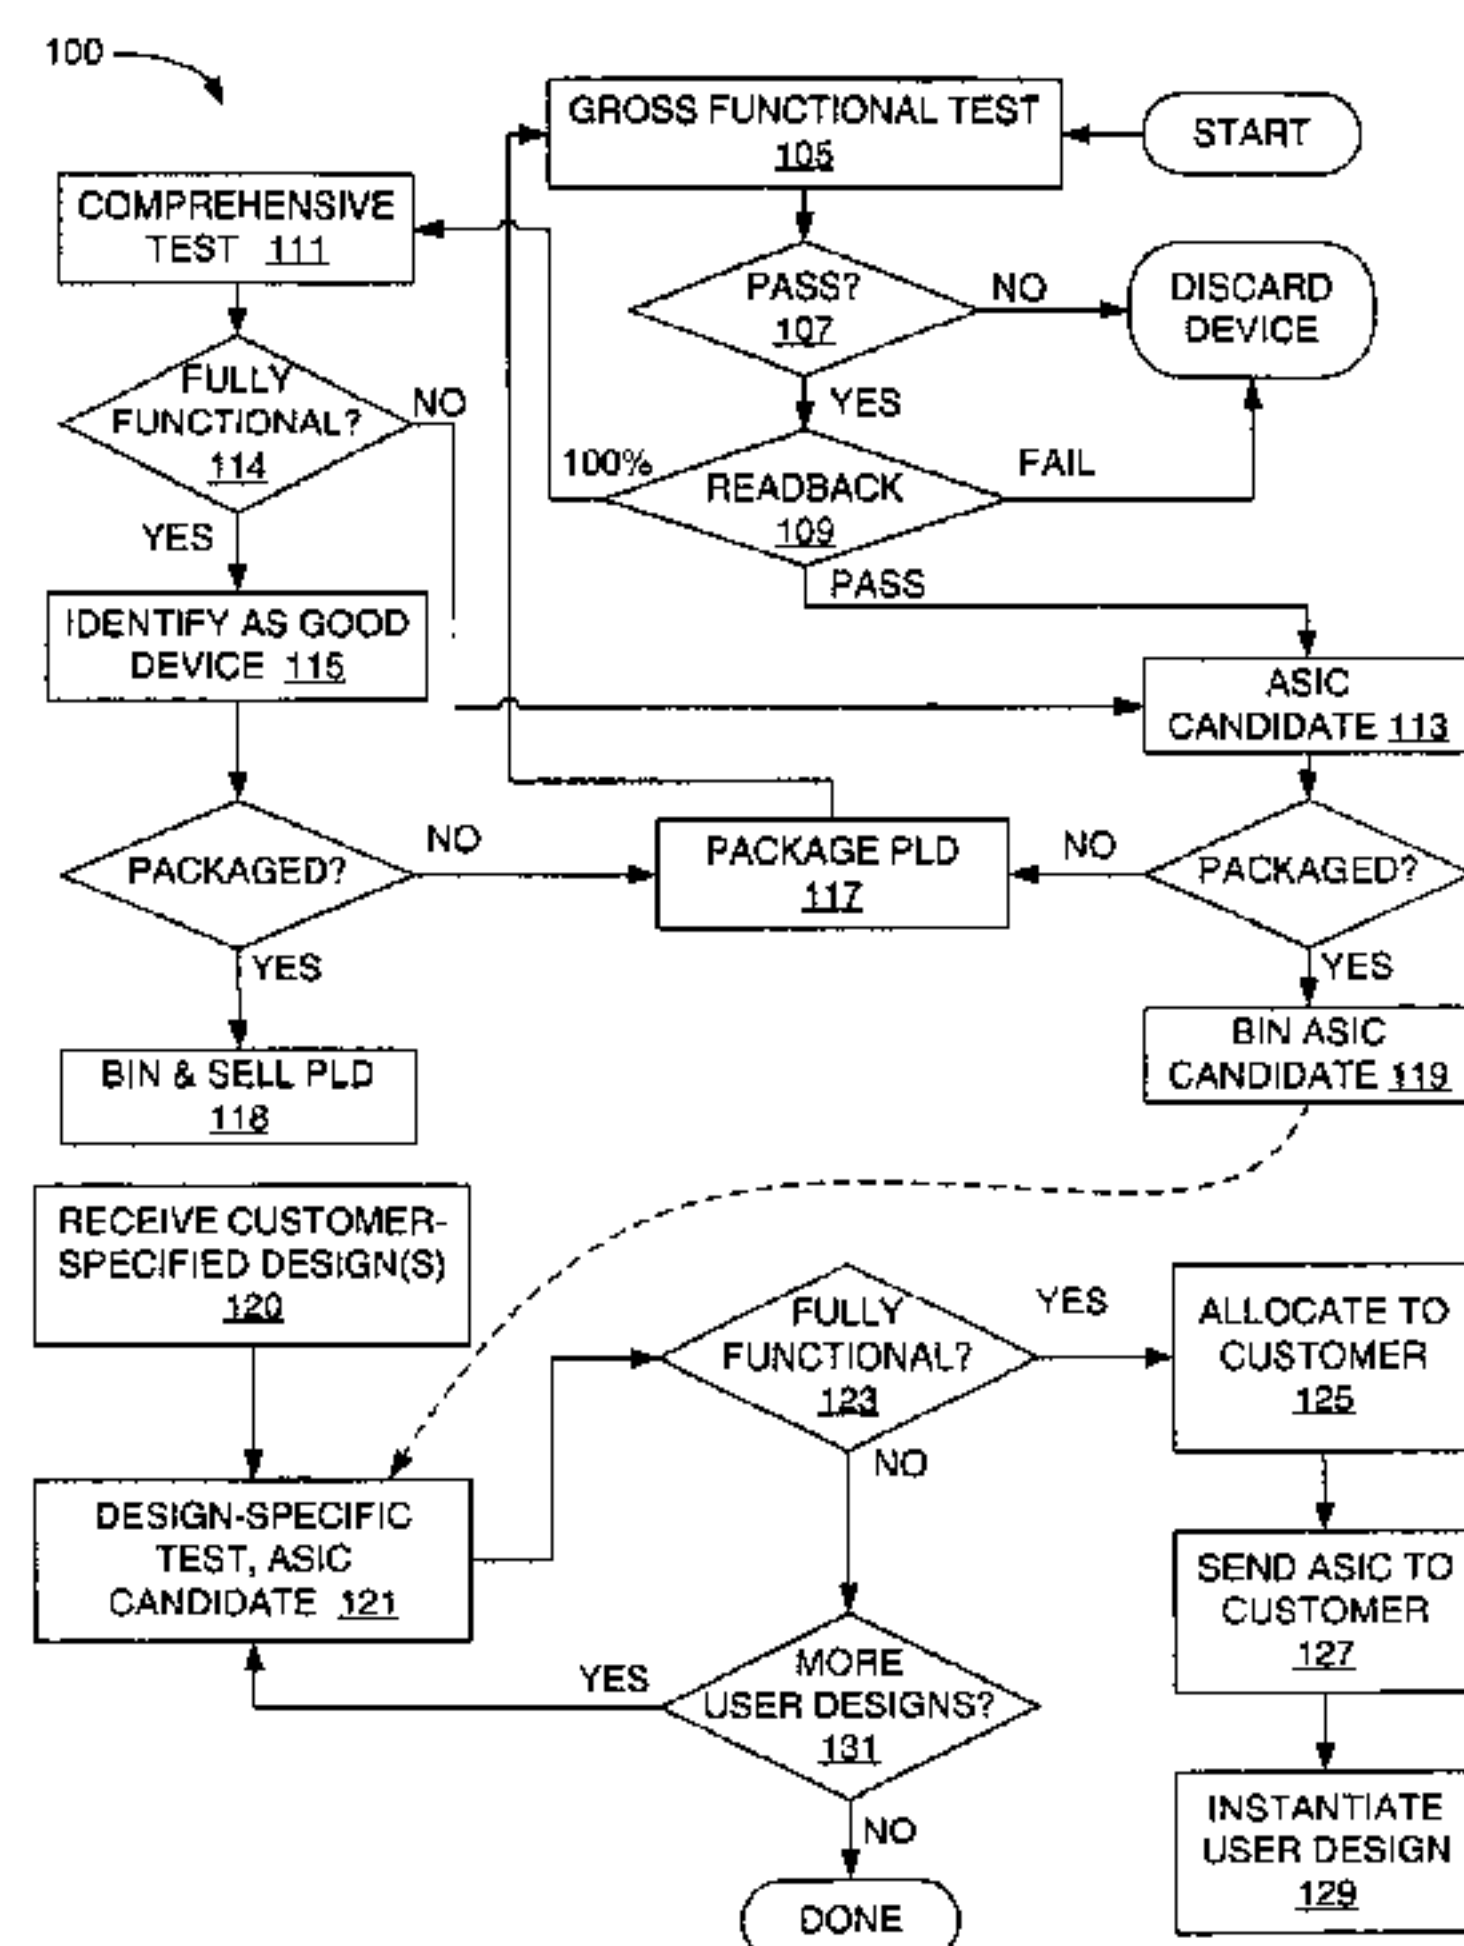 100
GROSS FUNCTIONAL TEST
105
START
COMPREHENSIVE
TEST 111
PASS?
107
NO
DISCARD
DEVICE
YES
FULLY
FUNCTIONAL?
114
NO
100%
READBACK
109
FAIL
PASS
YES
IDENTIFY AS GOOD
DEVICE 115
ASIC
CANDIDATE 113
PACKAGED?
NO
PACKAGE PLD
117
NO
PACKAGED?
YES
YES
BIN & SELL PLD
118
BIN ASIC
CANDIDATE 119
RECEIVE CUSTOMER-
SPECIFIED DESIGN(S)
120
FULLY
FUNCTIONAL?
123
YES
ALLOCATE TO
CUSTOMER
125
NO
DESIGN-SPECIFIC
TEST, ASIC
CANDIDATE 121
SEND ASIC TO
CUSTOMER
127
YES
MORE
USER DESIGNS?
131
NO
INSTANTIATE
USER DESIGN
129
DONE